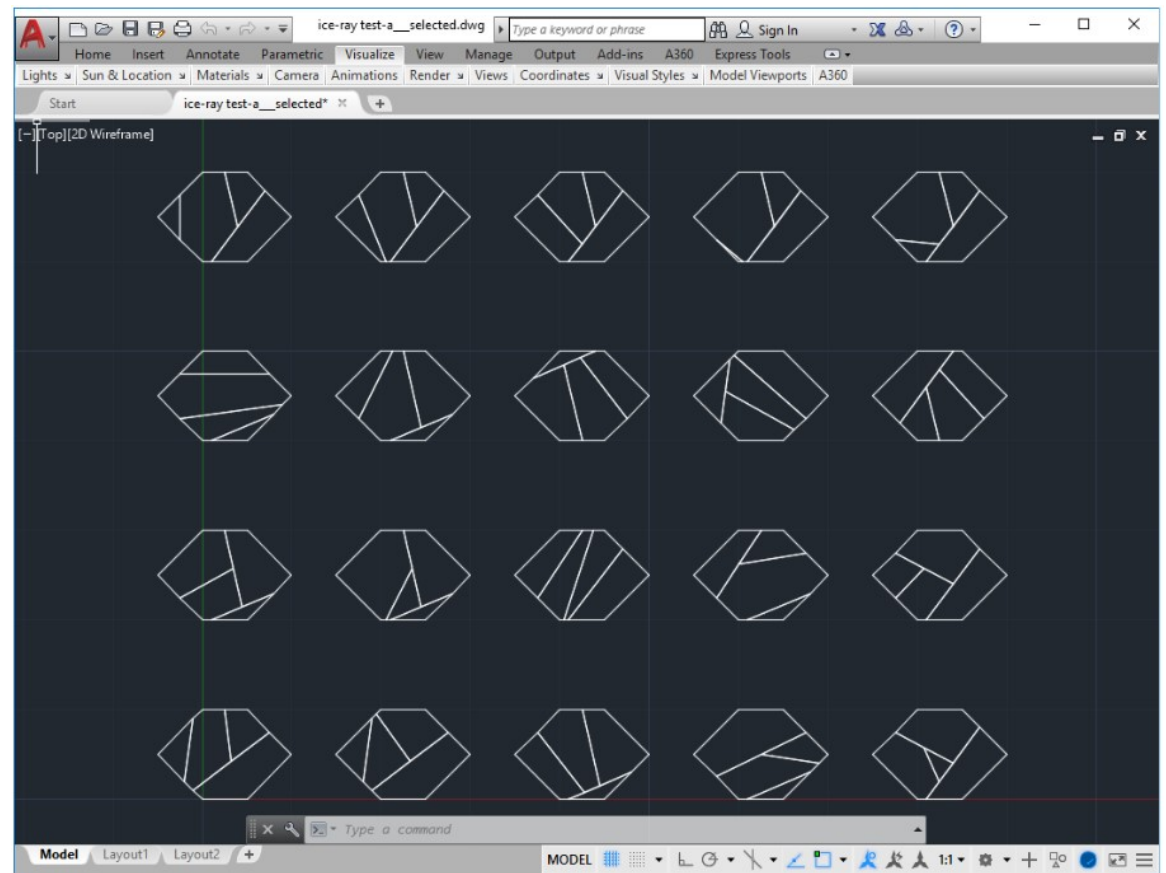 ice-ray test-a__selected.dwg Type a keyword or phrase Sign In
Home Insert Annotate Parametric Visualize View Manage Output Add-ins A360 Express Tools
Lights Sun & Location Materials Camera Animations Render Views Coordinates Visual Styles Model Viewports A360
Start ice-ray test-a__selected*
[−][Top][2D Wireframe]
Type a command
Model Layout1 Layout2 + MODEL 1:1